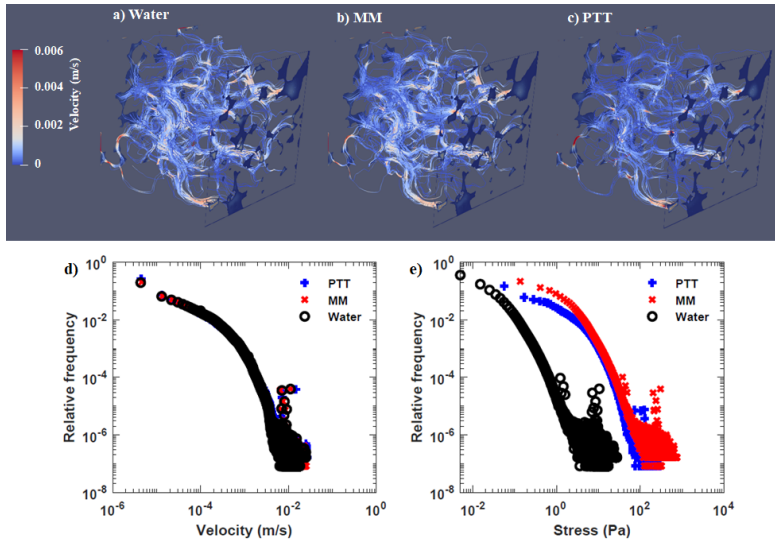 a) Water
b) MM
c) PTT
0.006
0.004
0.002
0
Velocity (m/s)
d)
10^0
10^-2
10^-4
10^-6
10^-8
Relative frequency
PTT
MM
Water
10^-6
10^-4
10^-2
10^0
Velocity (m/s)
e)
10^0
10^-2
10^-4
10^-6
10^-8
Relative frequency
PTT
MM
Water
10^-2
10^0
10^2
10^4
Stress (Pa)